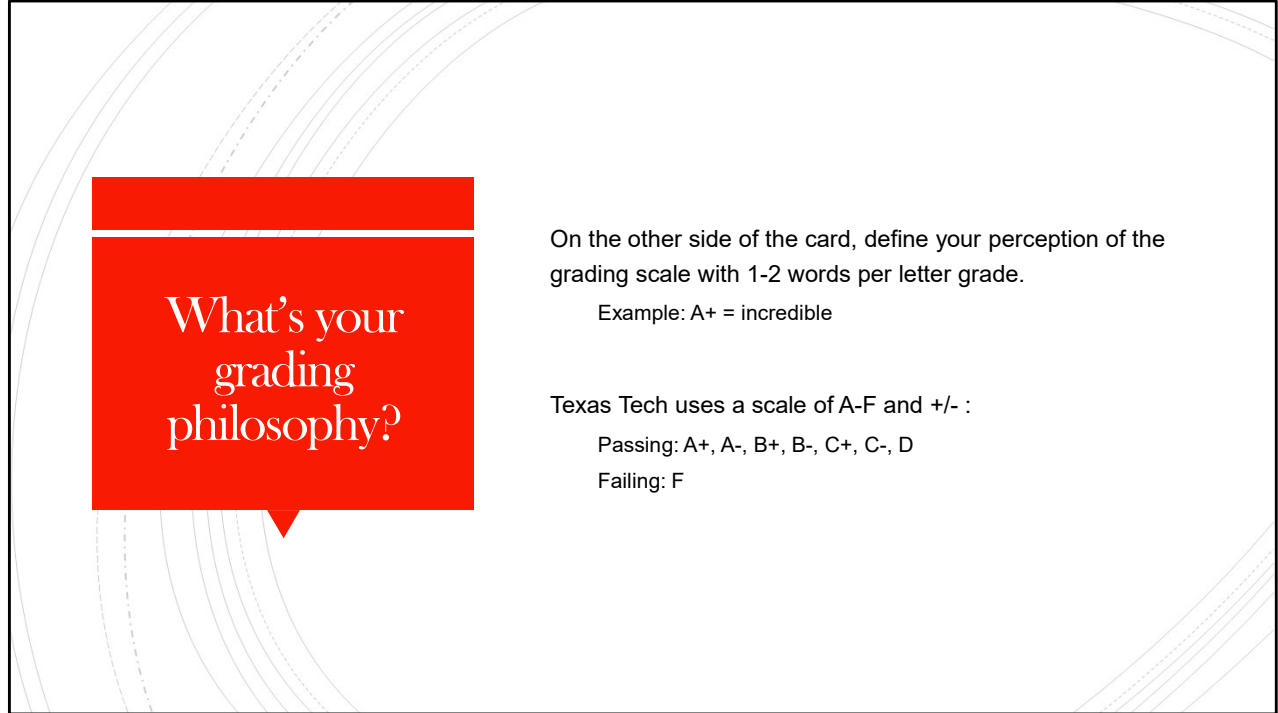 What’s your
grading
philosophy?
On the other side of the card, define your perception of the
grading scale with 1-2 words per letter grade.
Example: A+ = incredible
Texas Tech uses a scale of A-F and +/- :
Passing: A+, A-, B+, B-, C+, C-, D
Failing: F